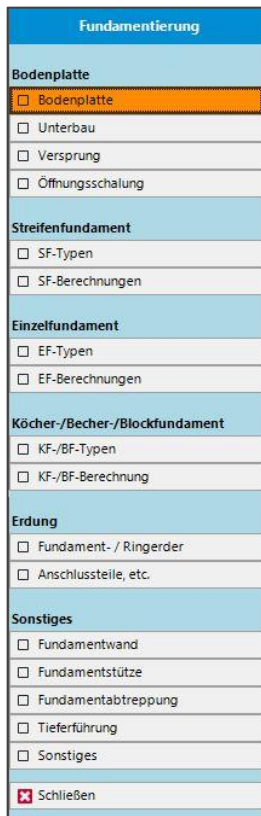 Fundamentierung
Bodenplatte
Bodenplatte
Unterbau
Versprung
Öffnungsschalung
Streifenfundament
SF-Typen
SF-Berechnungen
Einzelfundament
EF-Typen
EF-Berechnungen
Köcher-/Becher-/Blockfundament
KF-/BF-Typen
KF-/BF-Berechnung
Erdung
Fundament- / Ringerder
Anschlussteile, etc.
Sonstiges
Fundamentwand
Fundamentstütze
Fundamentabtreppung
Tieferführung
Sonstiges
Schließen